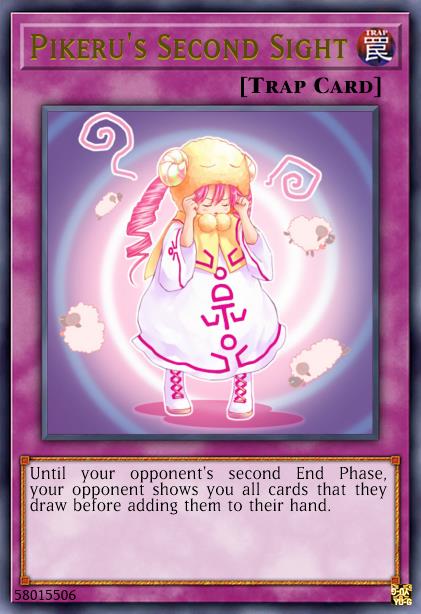 Pikeru's Second Sight
TRAP
罠
[Trap Card]
Until your opponent's second End Phase,
your opponent shows you all cards that they
draw before adding them to their hand.
58015506